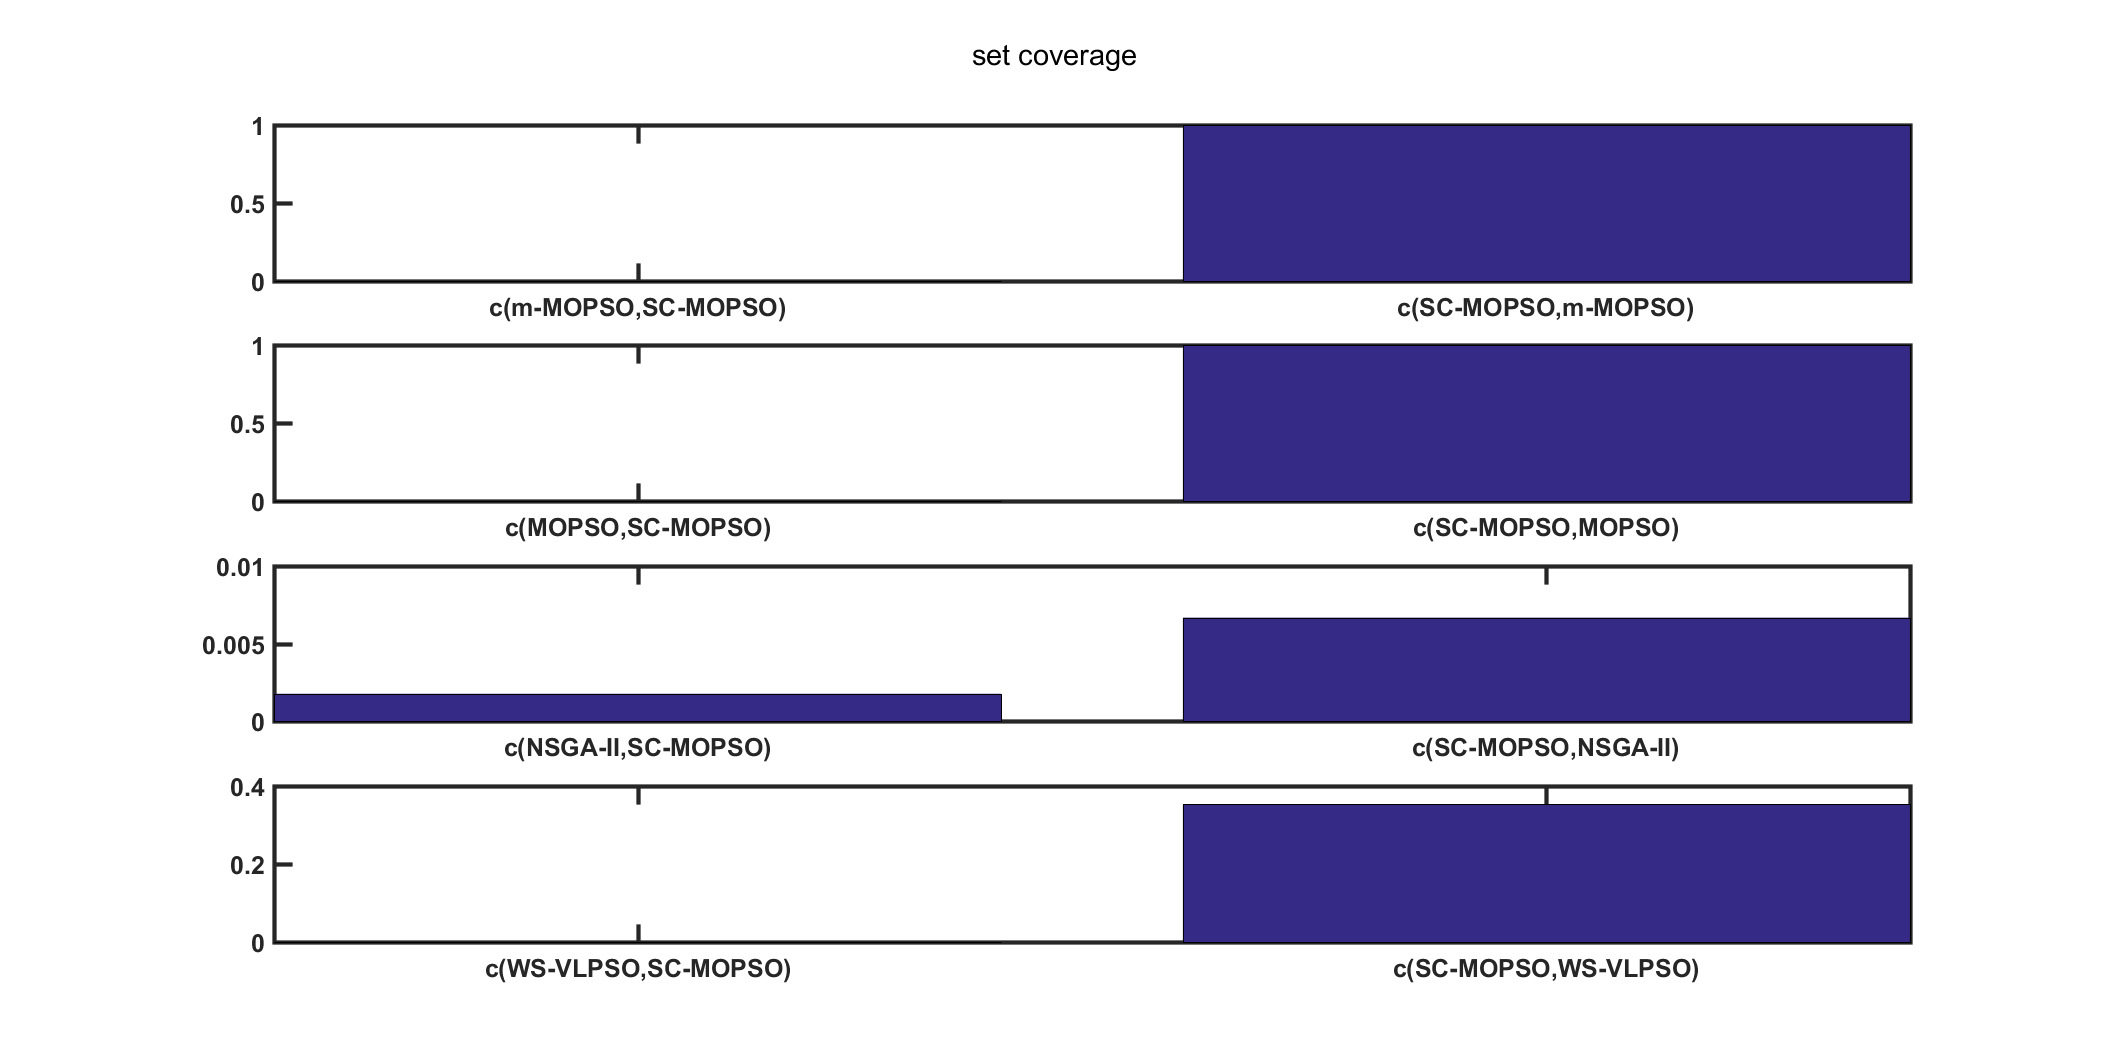 set coverage
1
0.5
0
c(m-MOPSO,SC-MOPSO) c(SC-MOPSO,m-MOPSO)
1
0.5
0
c(MOPSO,SC-MOPSO) c(SC-MOPSO,MOPSO)
0.01
0.005
0
c(NSGA-II,SC-MOPSO) c(SC-MOPSO,NSGA-II)
0.4
0.2
0
c(WS-VLPSO,SC-MOPSO) c(SC-MOPSO,WS-VLPSO)